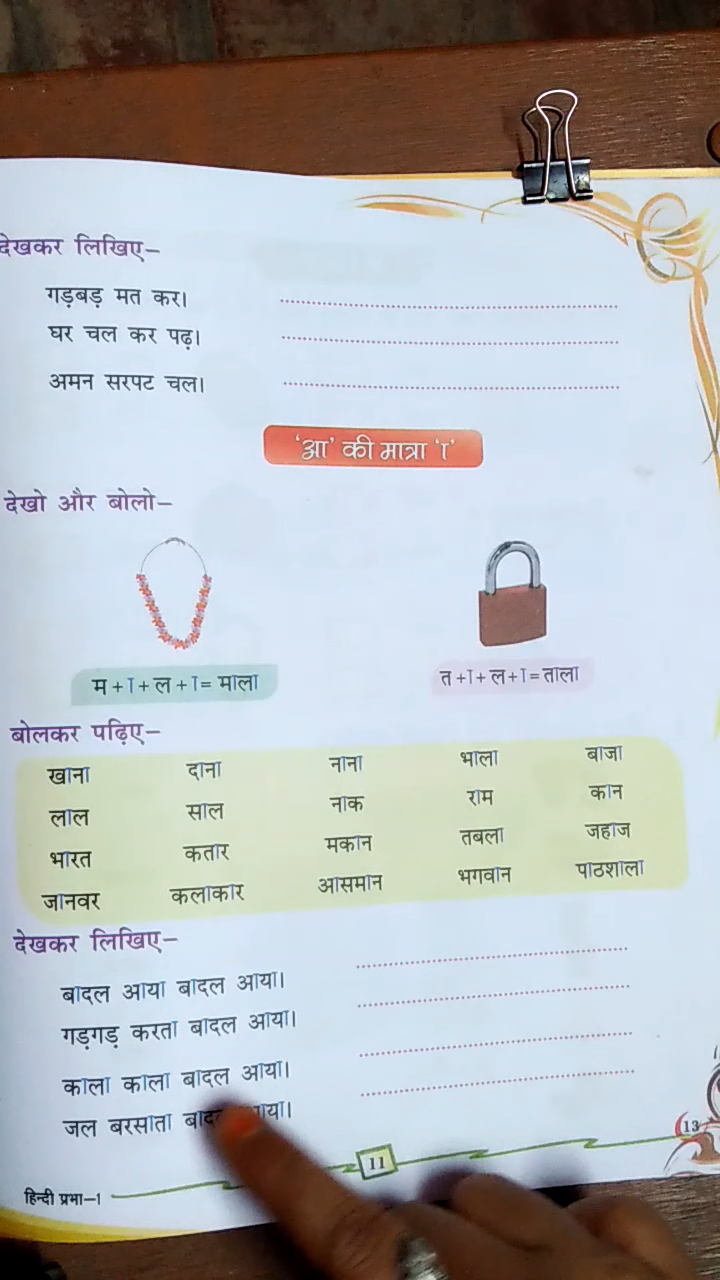 देखकर लिखिए–
गड़बड़ मत कर।
घर चल कर पढ़।
अमन सरपट चल।
'आ' की मात्रा 'ा'
देखो और बोलो–
म + ा + ल + ा = माला
त + ा + ल + ा = ताला
बोलकर पढ़िए–
खाना दाना नाना भाला बाजा
लाल साल नाक राम कान
भारत कतार मकान तबला जहाज
जानवर कलाकार आसमान भगवान पाठशाला
देखकर लिखिए–
बादल आया बादल आया।
गड़गड़ करता बादल आया।
काला काला बादल आया।
जल बरसाता
13
11
हिन्दी प्रभा–1